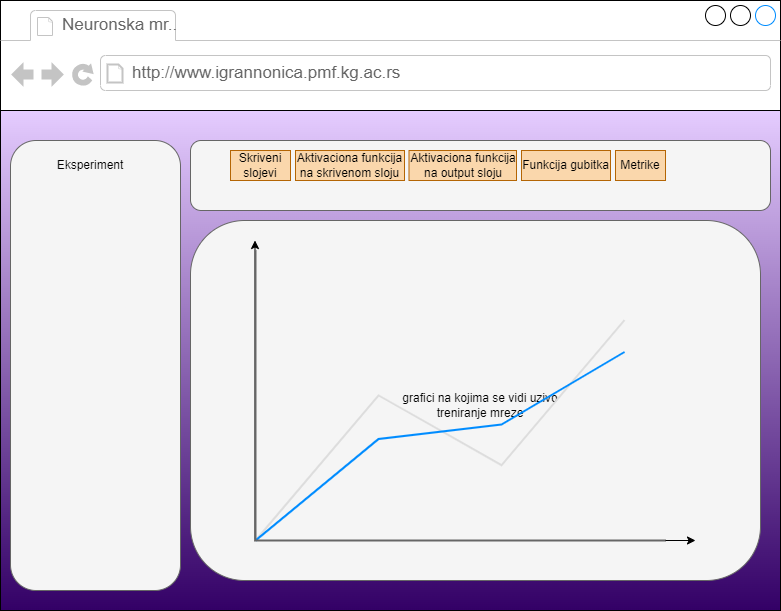 Neuronska mr..
http://www.igrannonica.pmf.kg.ac.rs
Eksperiment
Skriveni
slojevi
Aktivaciona funkcija
na skrivenom sloju
Aktivaciona funkcija
na output sloju
Funkcija gubitka
Metrike
grafici na kojima se vidi uzivo
treniranje mreze